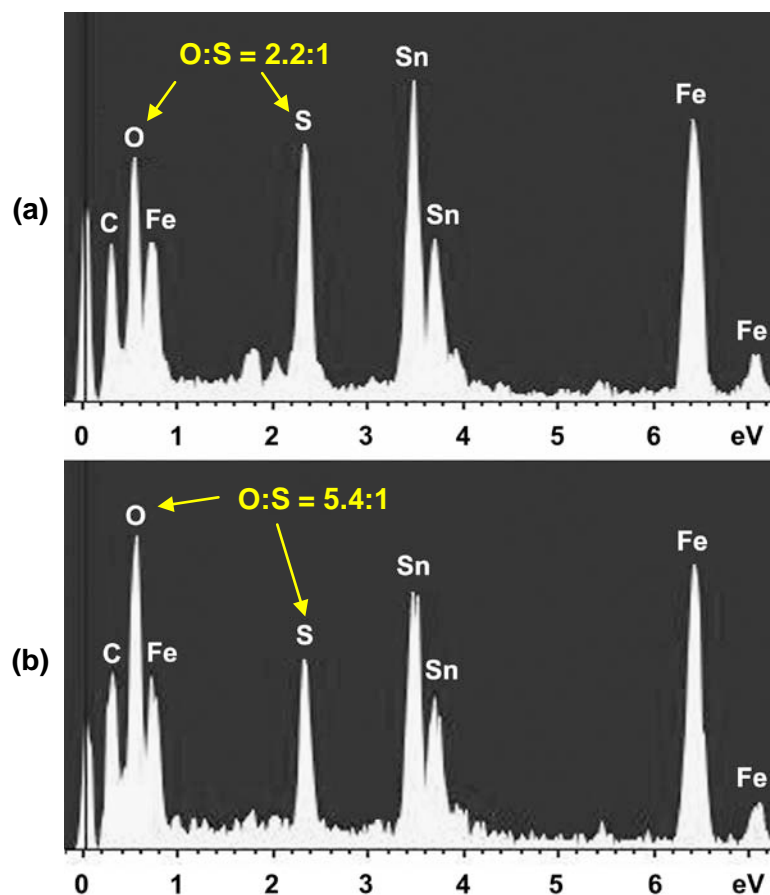 O:S = 2.2:1
Sn
Fe
S
O
(a)
Sn
C Fe
Fe
0 1 2 3 4 5 6 eV
O:S = 5.4:1
O
Fe
Sn
S
(b)
C Fe
Sn
Fe
0 1 2 3 4 5 6 eV